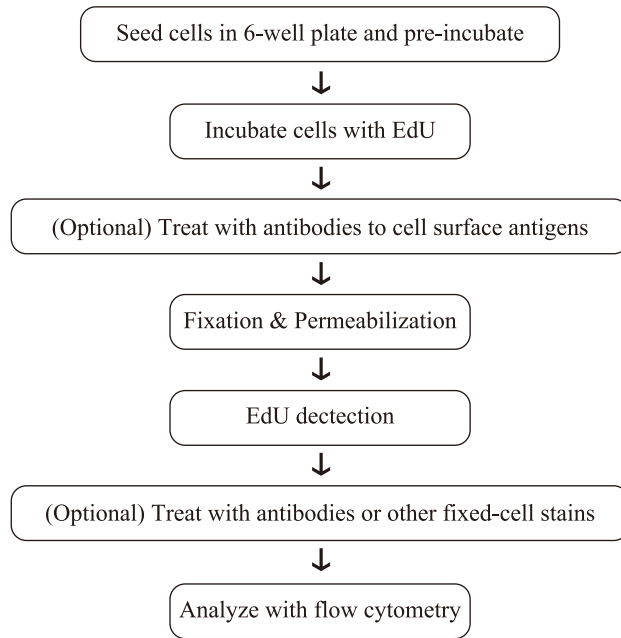 Seed cells in 6-well plate and pre-incubate
Incubate cells with EdU
(Optional) Treat with antibodies to cell surface antigens
Fixation & Permeabilization
EdU dectection
(Optional) Treat with antibodies or other fixed-cell stains
Analyze with flow cytometry